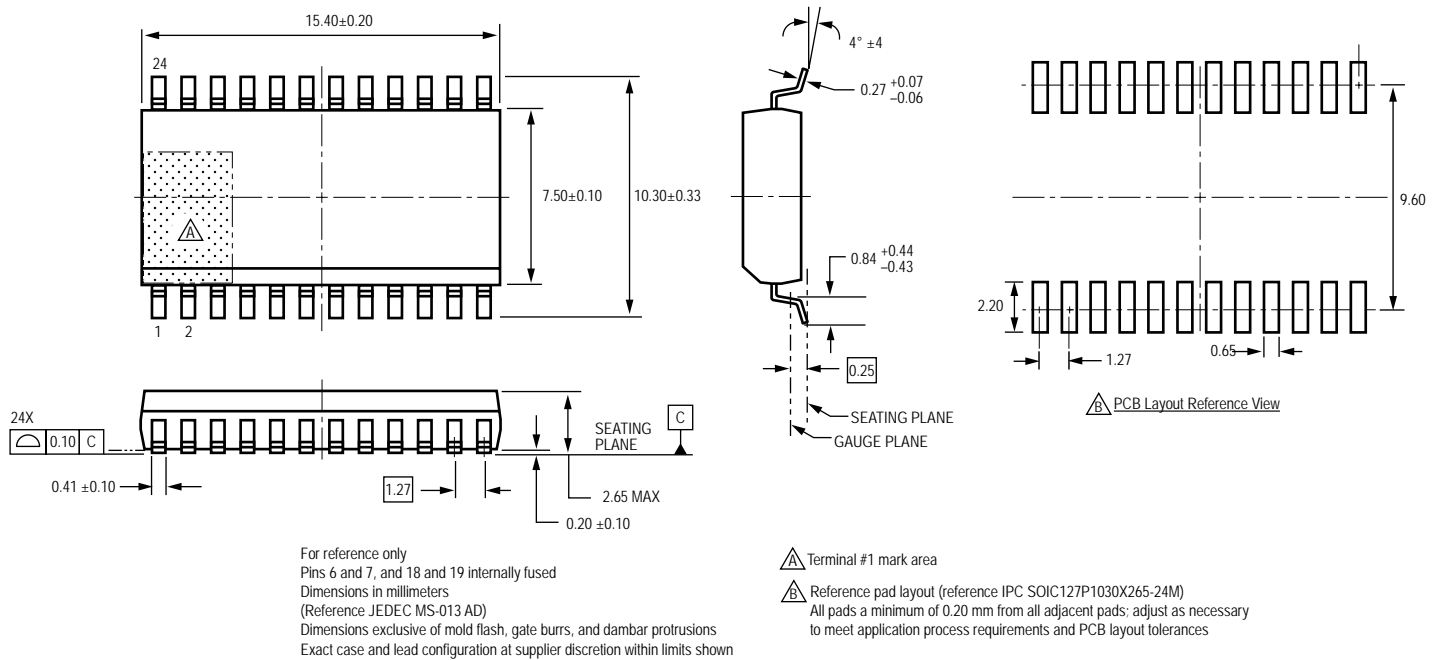 15.40±0.20
24
A
7.50±0.10
10.30±0.33
1 2
4° ±4
0.27 +0.07
–0.06
0.84 +0.44
–0.43
0.25
SEATING PLANE
GAUGE PLANE
9.60
2.20
1.27
0.65
B PCB Layout Reference View
24X
0.10 C
0.41 ±0.10
1.27
SEATING
PLANE
C
2.65 MAX
0.20 ±0.10
For reference only
Pins 6 and 7, and 18 and 19 internally fused
Dimensions in millimeters
(Reference JEDEC MS-013 AD)
Dimensions exclusive of mold flash, gate burrs, and dambar protrusions
Exact case and lead configuration at supplier discretion within limits shown
A Terminal #1 mark area
B Reference pad layout (reference IPC SOIC127P1030X265-24M)
All pads a minimum of 0.20 mm from all adjacent pads; adjust as necessary
to meet application process requirements and PCB layout tolerances